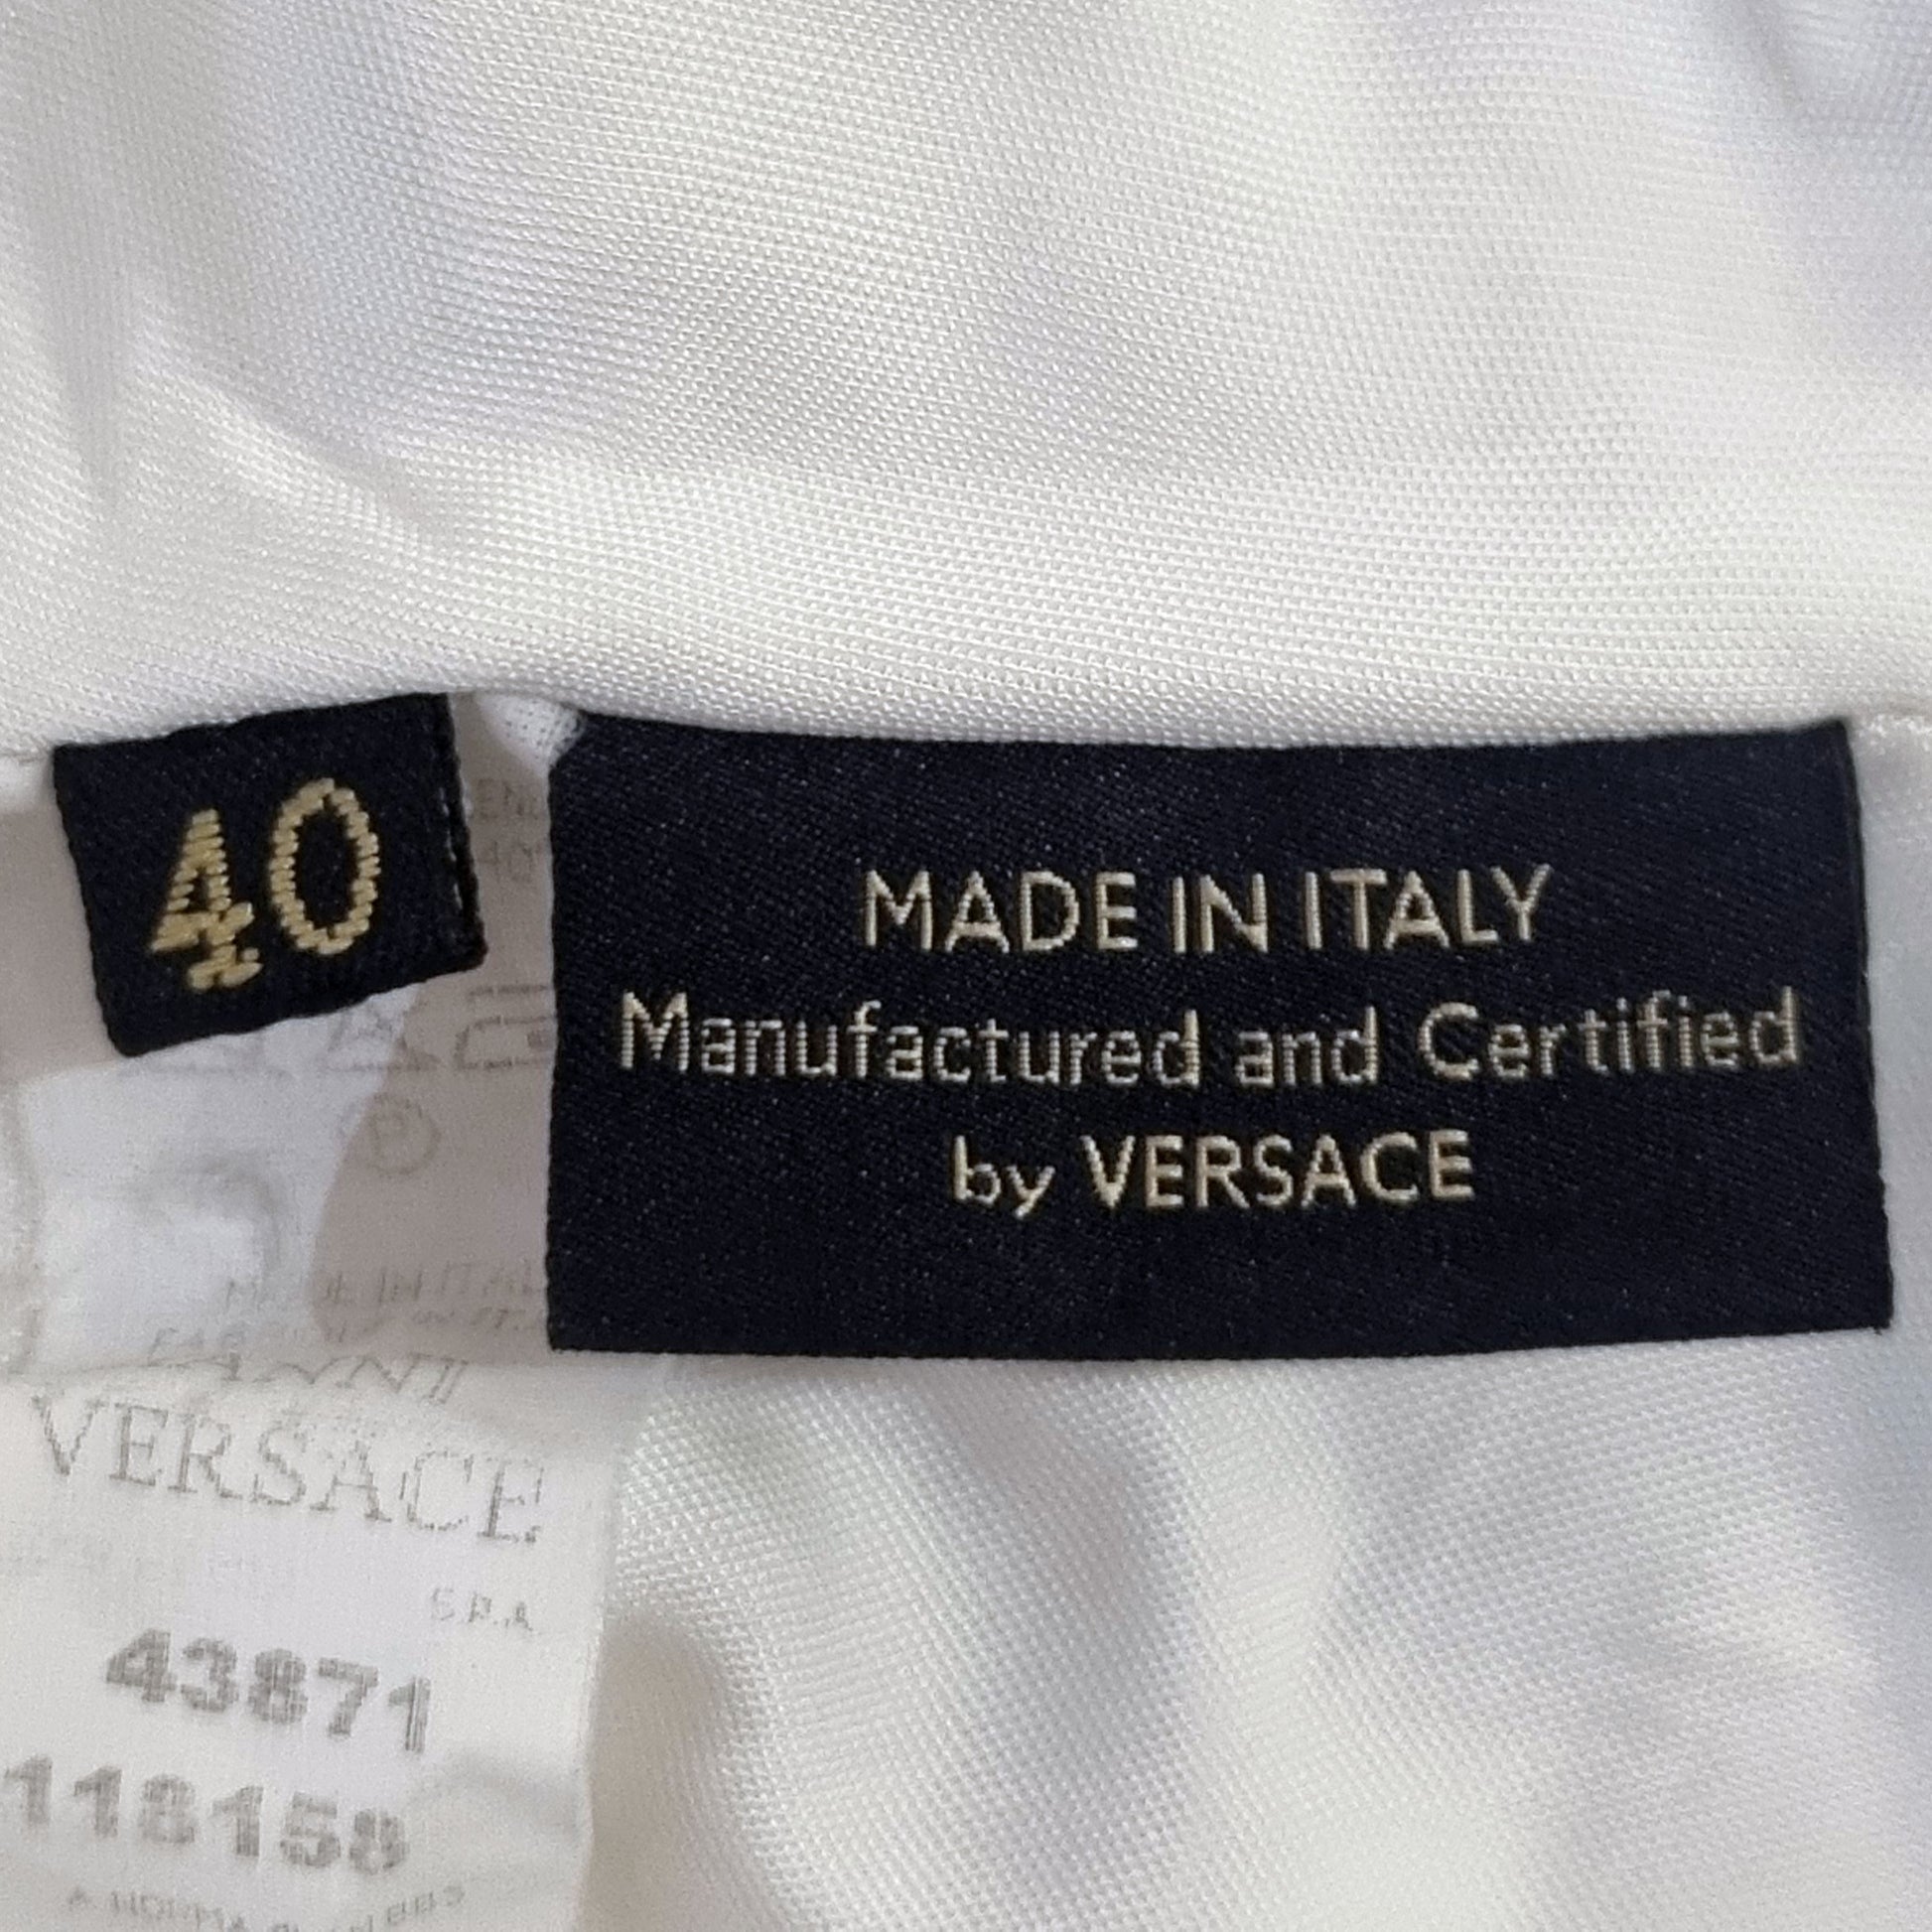 40
MADE IN ITALY
Manufactured and Certified
by VERSACE
VERSACE
S.P.A
43871
118158